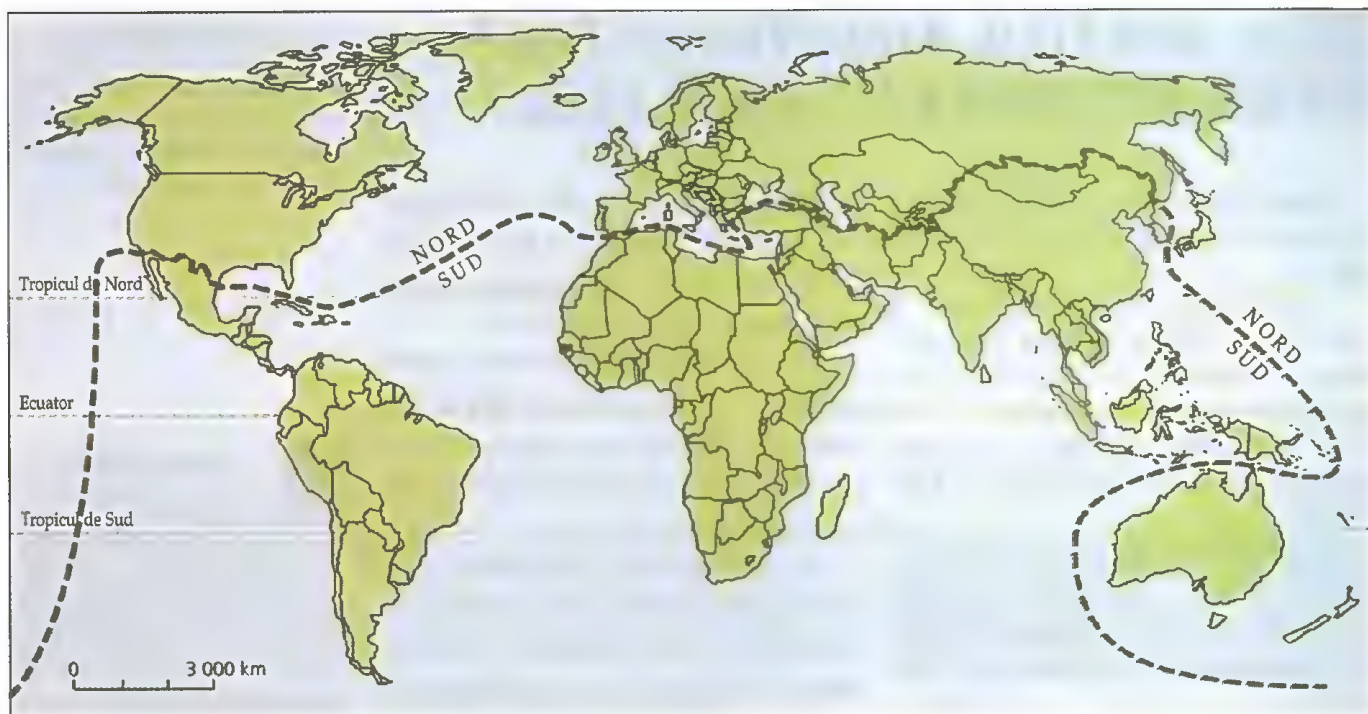 NORD
SUD
Tropicul de Nord
NORD
SUD
Ecuator
Tropicul de Sud
0 3 000 km